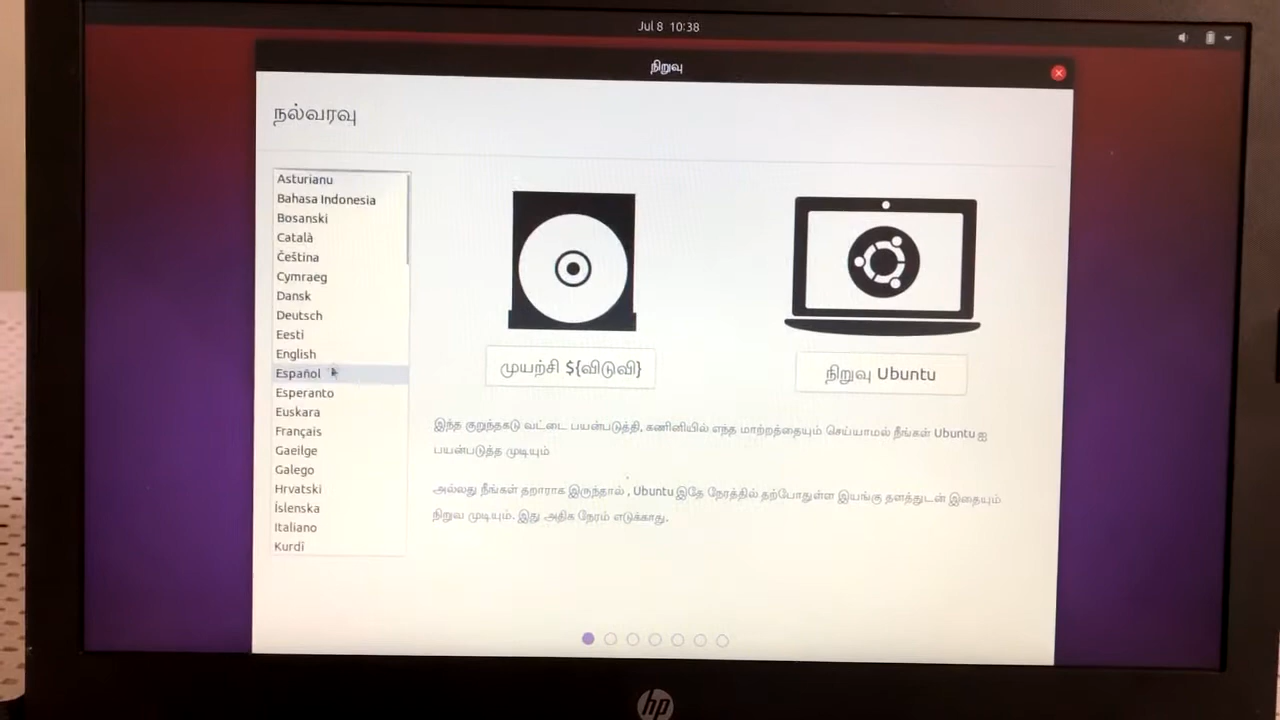 Jul 8 10:38
நிறுவு
நல்வரவு
Asturianu
Bahasa Indonesia
Bosanski
Català
Čeština
Cymraeg
Dansk
Deutsch
Eesti
English
Español
Esperanto
Euskara
Français
Gaeilge
Galego
Hrvatski
Íslenska
Italiano
Kurdî
முயற்சி ${விடுவி}
நிறுவு Ubuntu
இந்த குறுந்தகடு வட்டை பயன்படுத்தி, கணினியில் எந்த மாற்றத்தையும் செய்யாமல் நீங்கள் Ubuntu ஐ
பயன்படுத்த முடியும்
அல்லது நீங்கள் தறாராக இருந்தால் , Ubuntu இதே நேரத்தில் தற்போதுள்ள இயங்கு தளத்துடன் இதையும்
நிறுவ முடியும். இது அதிக நேரம் எடுக்காது.
hp